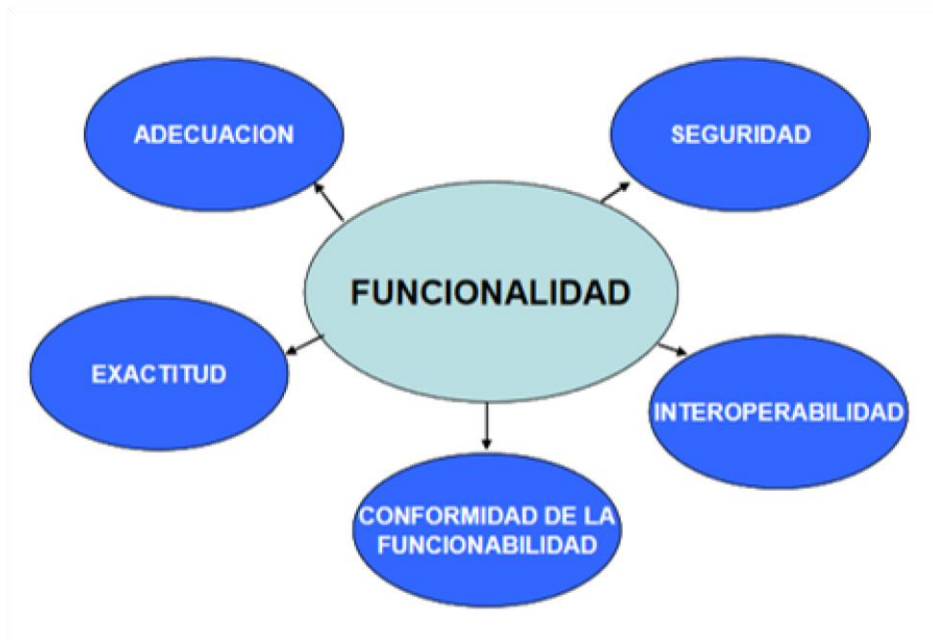 ADECUACION
SEGURIDAD
FUNCIONALIDAD
EXACTITUD
INTEROPERABILIDAD
CONFORMIDAD DE LA
FUNCIONABILIDAD